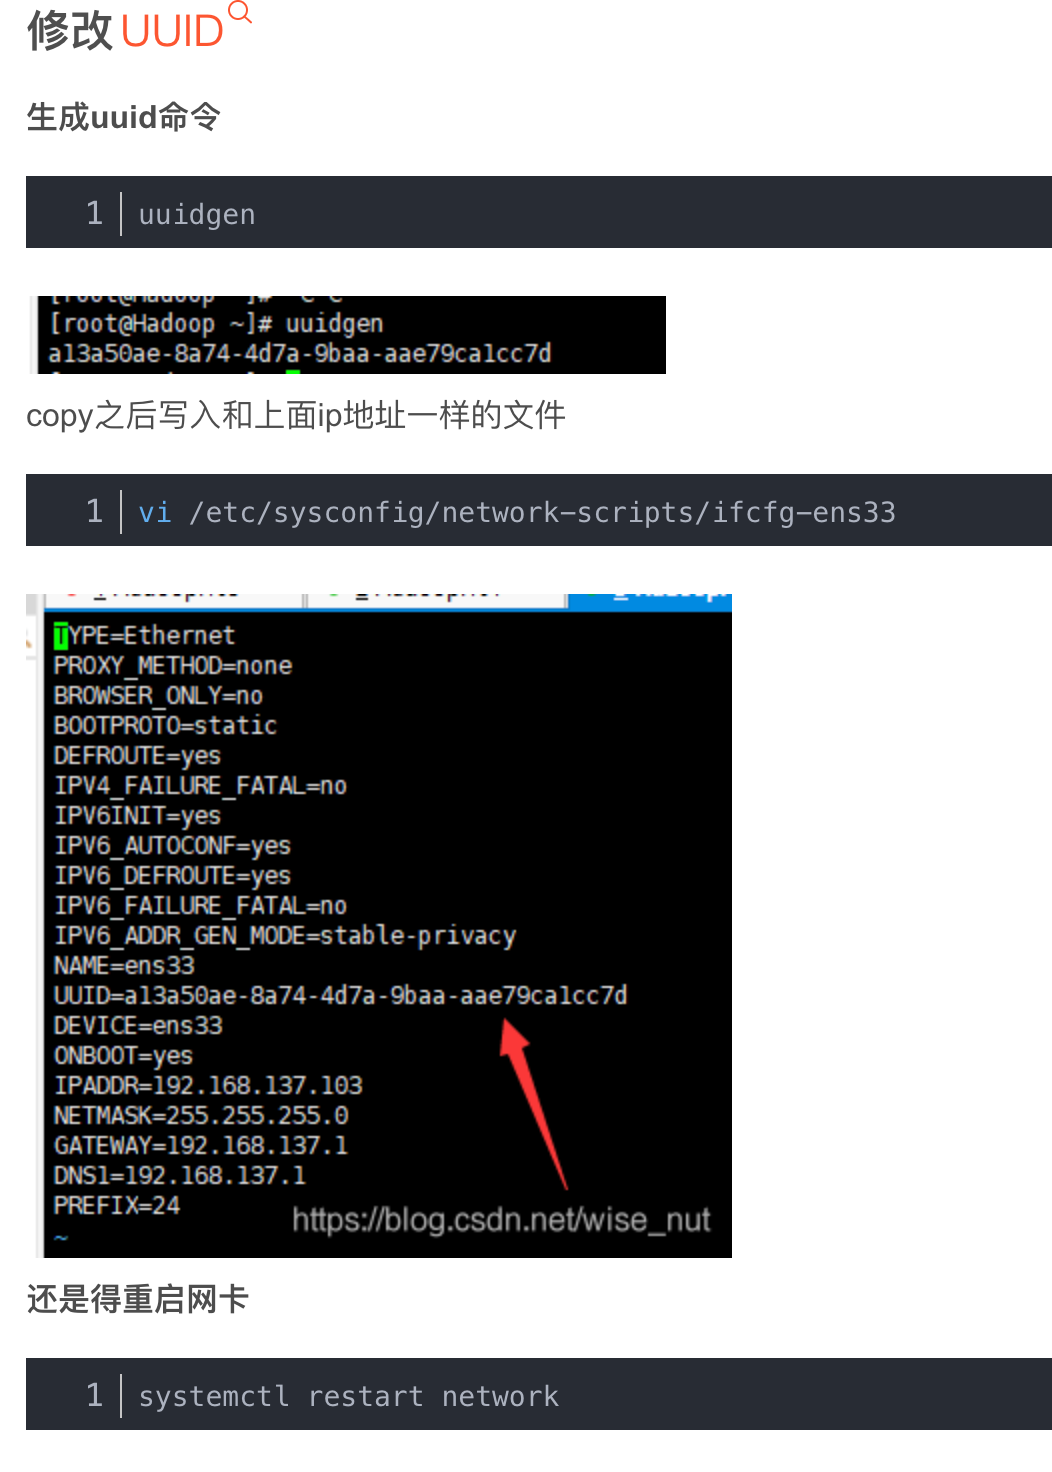 修改UUID
生成uuid命令
1 uuidgen
[root@Hadoop ~]# uuidgen
a13a50ae-8a74-4d7a-9baa-aae79ca1cc7d
copy之后写入和上面ip地址一样的文件
1 vi /etc/sysconfig/network-scripts/ifcfg-ens33
TYPE=Ethernet
PROXY_METHOD=none
BROWSER_ONLY=no
BOOTPROTO=static
DEFROUTE=yes
IPV4_FAILURE_FATAL=no
IPV6INIT=yes
IPV6_AUTOCONF=yes
IPV6_DEFROUTE=yes
IPV6_FAILURE_FATAL=no
IPV6_ADDR_GEN_MODE=stable-privacy
NAME=ens33
UUID=a13a50ae-8a74-4d7a-9baa-aae79ca1cc7d
DEVICE=ens33
ONBOOT=yes
IPADDR=192.168.137.103
NETMASK=255.255.255.0
GATEWAY=192.168.137.1
DNS1=192.168.137.1
PREFIX=24
~
https://blog.csdn.net/wise_nut
还是得重启网卡
1 systemctl restart network